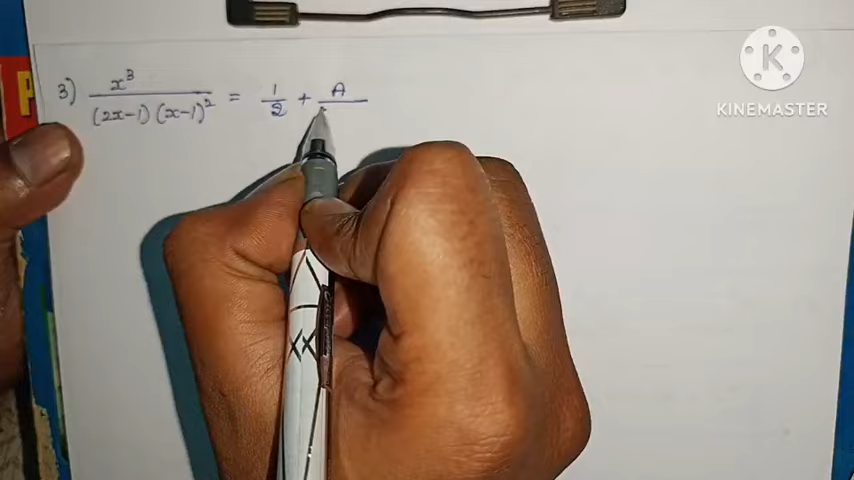 3) x³ / (2x-1)(x-1)² = 1/2 + A/
KINEMASTER